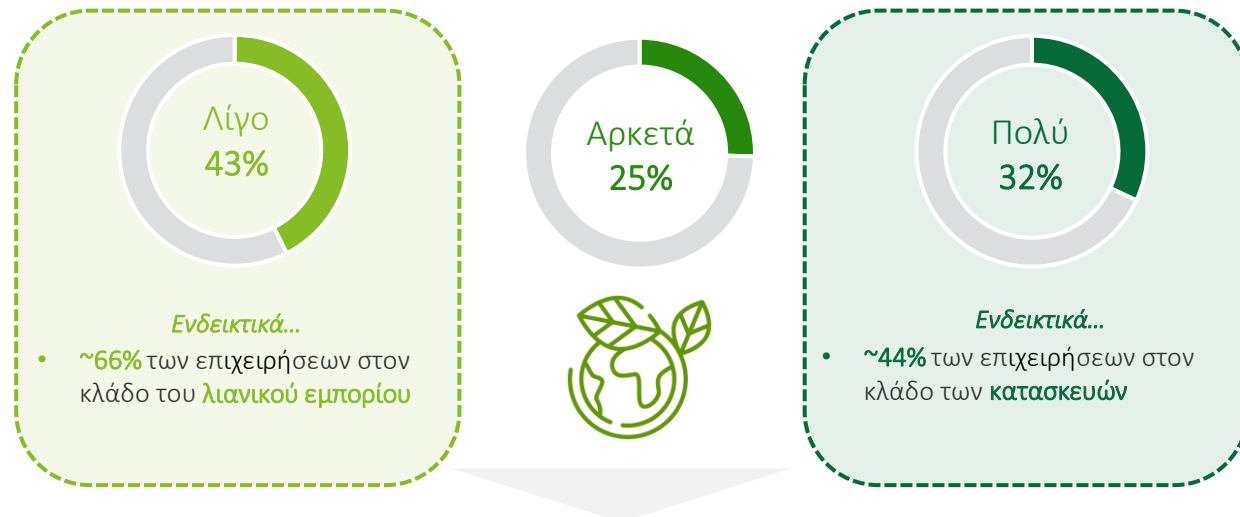 Λίγο
43%
Αρκετά
25%
Πολύ
32%
Ενδεικτικά...
• ~66% των επιχειρήσεων στον
κλάδο του λιανικού εμπορίου
Ενδεικτικά...
• ~44% των επιχειρήσεων στον
κλάδο των κατασκευών